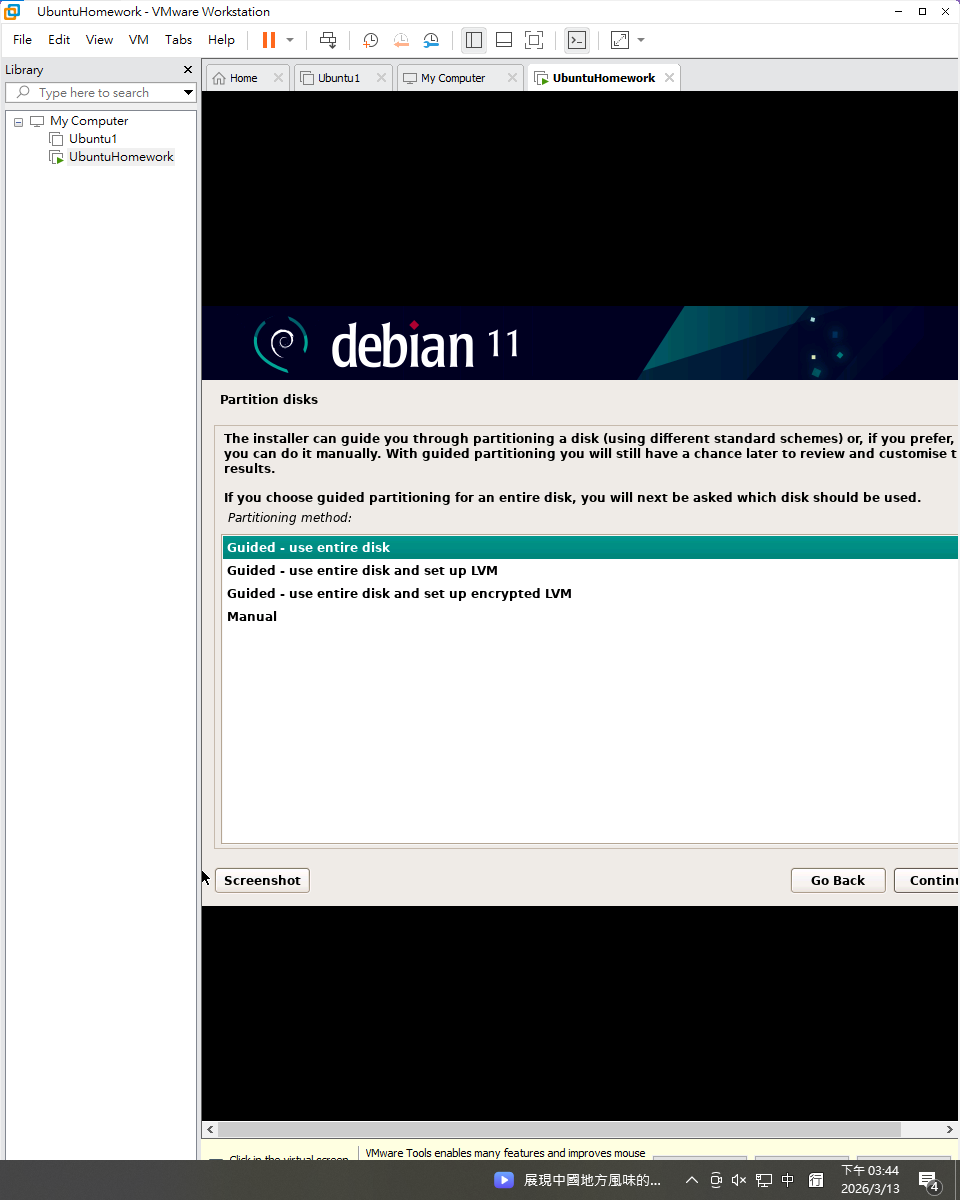 UbuntuHomework - VMware Workstation
File Edit View VM Tabs Help
Library
Home Ubuntu1 My Computer UbuntuHomework
Type here to search
My Computer
Ubuntu1
UbuntuHomework
debian 11
Partition disks
The installer can guide you through partitioning a disk (using different standard schemes) or, if you prefer,
you can do it manually. With guided partitioning you will still have a chance later to review and customise t
results.
If you choose guided partitioning for an entire disk, you will next be asked which disk should be used.
Partitioning method:
Guided - use entire disk
Guided - use entire disk and set up LVM
Guided - use entire disk and set up encrypted LVM
Manual
Screenshot Go Back Continu
Click in the virtual screen
VMware Tools enables many features and improves mouse
展現中國地方風味的... 中 下午 03:44
2026/3/13 4